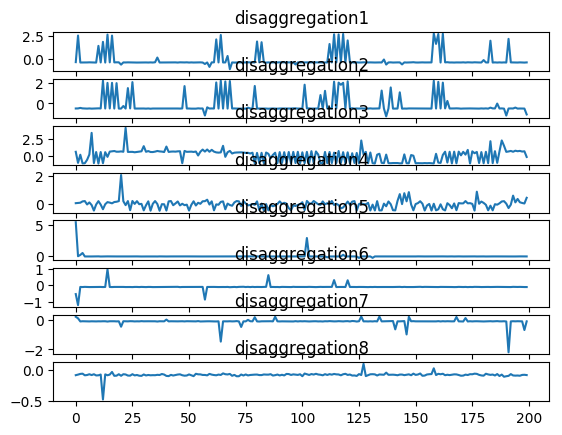 disaggregation1
2.5
0.0
disaggregation2
2
0
disaggregation3
2.5
0.0
disaggregation4
2
0
disaggregation5
5
0
disaggregation6
1
0
−1
disaggregation7
0
−2
disaggregation8
0.0
−0.5
0 25 50 75 100 125 150 175 200